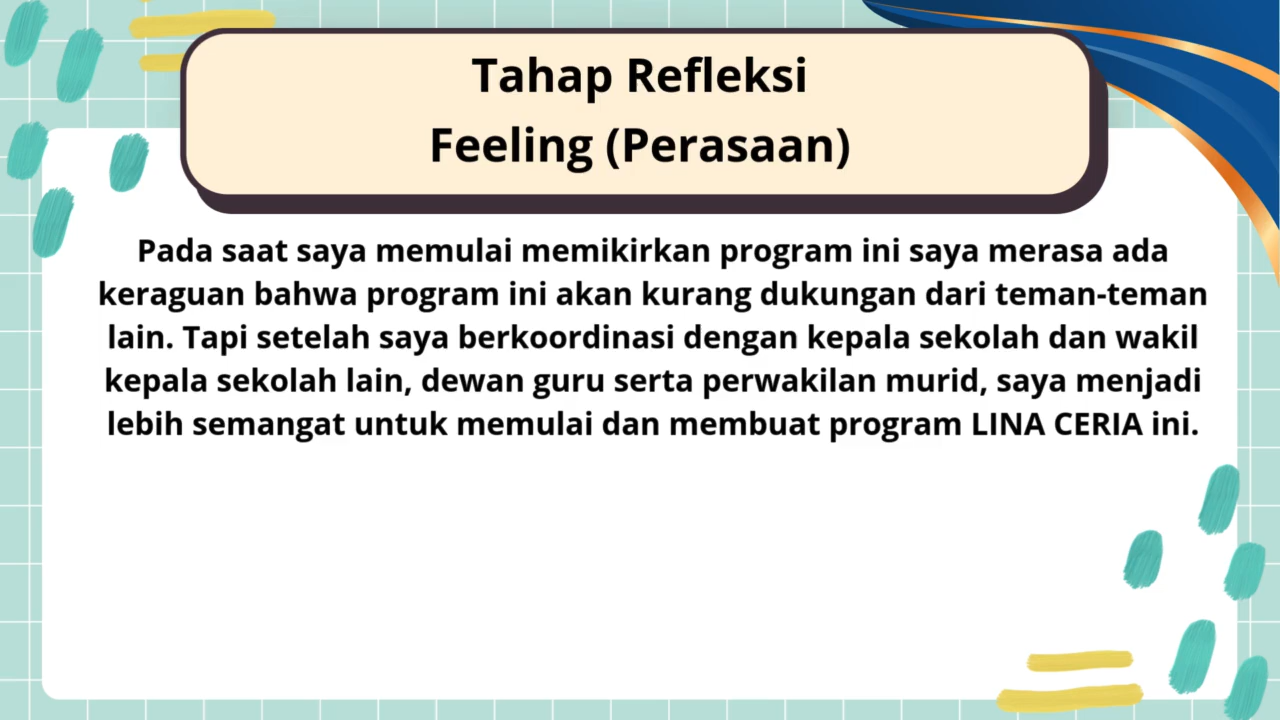 Tahap Refleksi
Feeling (Perasaan)
Pada saat saya memulai memikirkan program ini saya merasa ada
keraguan bahwa program ini akan kurang dukungan dari teman-teman
lain. Tapi setelah saya berkoordinasi dengan kepala sekolah dan wakil
kepala sekolah lain, dewan guru serta perwakilan murid, saya menjadi
lebih semangat untuk memulai dan membuat program LINA CERIA ini.